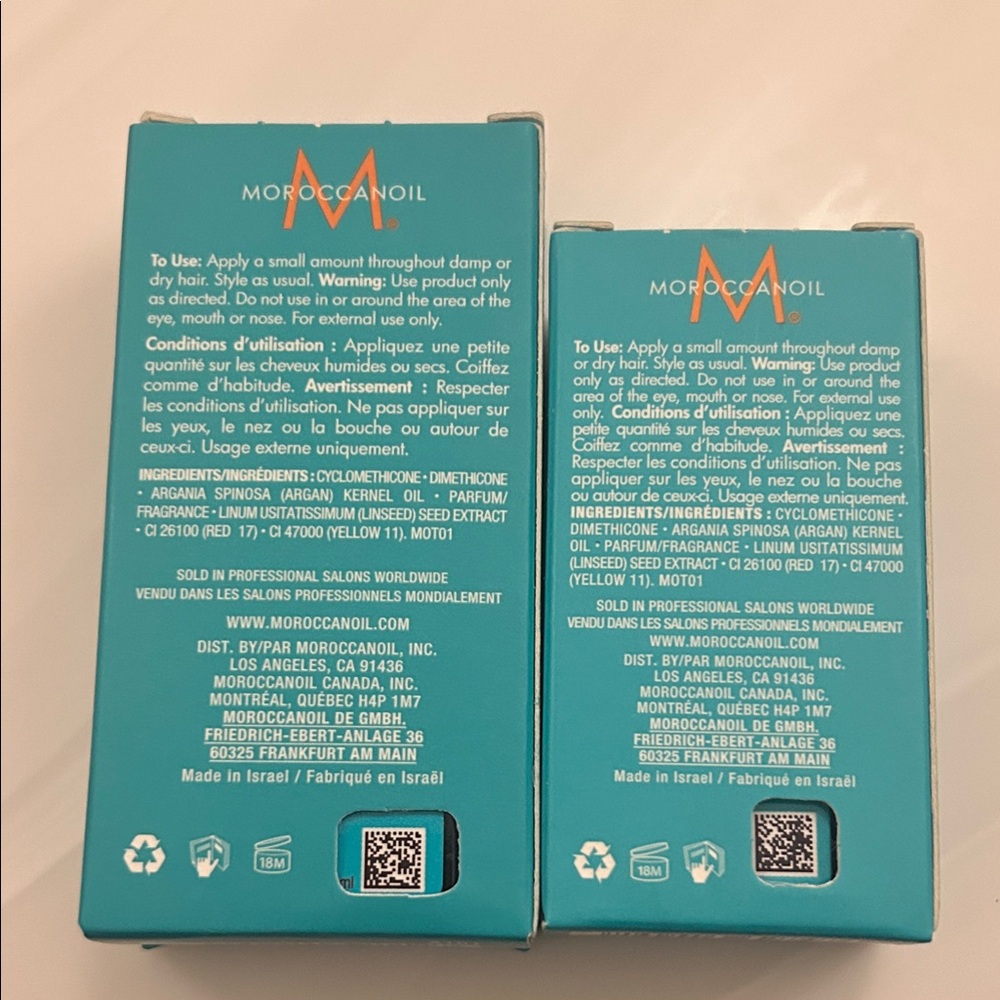 MOROCCANOIL
M®
To Use: Apply a small amount throughout damp or
dry hair. Style as usual. Warning: Use product only
as directed. Do not use in or around the area of the
eye, mouth or nose. For external use only.
Conditions d'utilisation : Appliquez une petite
quantité sur les cheveux humides ou secs. Coiffez
comme d'habitude. Avertissement : Respecter
les conditions d'utilisation. Ne pas appliquer sur
les yeux, le nez ou la bouche ou autour de
ceux-ci. Usage externe uniquement.
INGREDIENTS/INGRÉDIENTS : CYCLOMETHICONE • DIMETHICONE
• ARGANIA SPINOSA (ARGAN) KERNEL OIL • PARFUM/
FRAGRANCE • LINUM USITATISSIMUM (LINSEED) SEED EXTRACT
• CI 26100 (RED 17) • CI 47000 (YELLOW 11). MOT01
SOLD IN PROFESSIONAL SALONS WORLDWIDE
VENDU DANS LES SALONS PROFESSIONNELS MONDIALEMENT
WWW.MOROCCANOIL.COM
DIST. BY/PAR MOROCCANOIL, INC.
LOS ANGELES, CA 91436
MOROCCANOIL CANADA, INC.
MONTRÉAL, QUÉBEC H4P 1M7
MOROCCANOIL DE GMBH.
FRIEDRICH-EBERT-ANLAGE 36
60325 FRANKFURT AM MAIN
Made in Israel / Fabriqué en Israël
18M
ml
MOROCCANOIL
M®
To Use: Apply a small amount throughout damp
or dry hair. Style as usual. Warning: Use product
only as directed. Do not use in or around the
area of the eye, mouth or nose. For external use
only. Conditions d'utilisation : Appliquez une
petite quantité sur les cheveux humides ou secs.
Coiffez comme d'habitude. Avertissement :
Respecter les conditions d'utilisation. Ne pas
appliquer sur les yeux, le nez ou la bouche
ou autour de ceux-ci. Usage externe uniquement.
INGREDIENTS/INGRÉDIENTS : CYCLOMETHICONE •
DIMETHICONE • ARGANIA SPINOSA (ARGAN) KERNEL
OIL • PARFUM/FRAGRANCE • LINUM USITATISSIMUM
(LINSEED) SEED EXTRACT • CI 26100 (RED 17) • CI 47000
(YELLOW 11). MOT01
SOLD IN PROFESSIONAL SALONS WORLDWIDE
VENDU DANS LES SALONS PROFESSIONNELS MONDIALEMENT
WWW.MOROCCANOIL.COM
DIST. BY/PAR MOROCCANOIL, INC.
LOS ANGELES, CA 91436
MOROCCANOIL CANADA, INC.
MONTRÉAL, QUÉBEC H4P 1M7
MOROCCANOIL DE GMBH.
FRIEDRICH-EBERT-ANLAGE 36
60325 FRANKFURT AM MAIN
Made in Israel / Fabriqué en Israël
18M